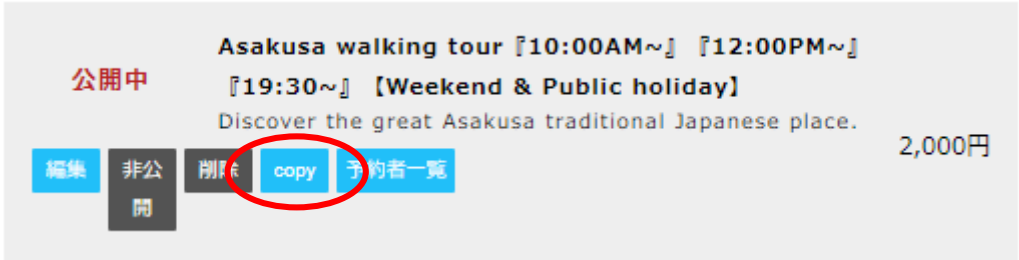 Asakusa walking tour『10:00AM~』『12:00PM~』
公開中
『19:30~』【Weekend & Public holiday】
Discover the great Asakusa traditional Japanese place.
2,000円
編集 非公開 削除 copy 予約者一覧